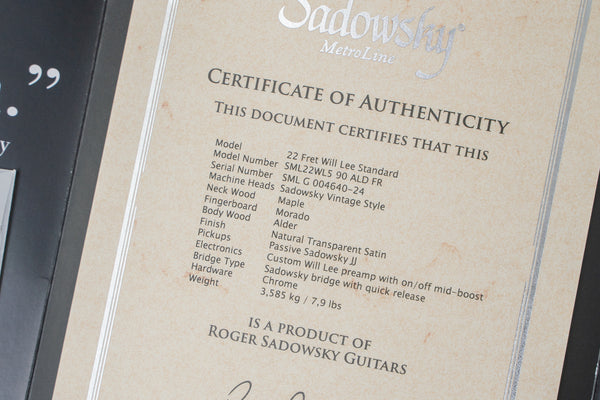 .”
y
Sadowsky
MetroLine
Certificate of Authenticity
This document certifies that this
Model 22 Fret Will Lee Standard
Model Number SML22WLS 90 ALD FR
Serial Number SML G 004640-24
Machine Heads Sadowsky Vintage Style
Neck Wood Maple
Fingerboard Morado
Body Wood Alder
Finish Natural Transparent Satin
Pickups Passive Sadowsky JJ
Electronics Custom Will Lee preamp with on/off mid-boost
Bridge Type Sadowsky bridge with quick release
Hardware Chrome
Weight 3,585 kg / 7,9 lbs
is a product of
Roger Sadowsky Guitars